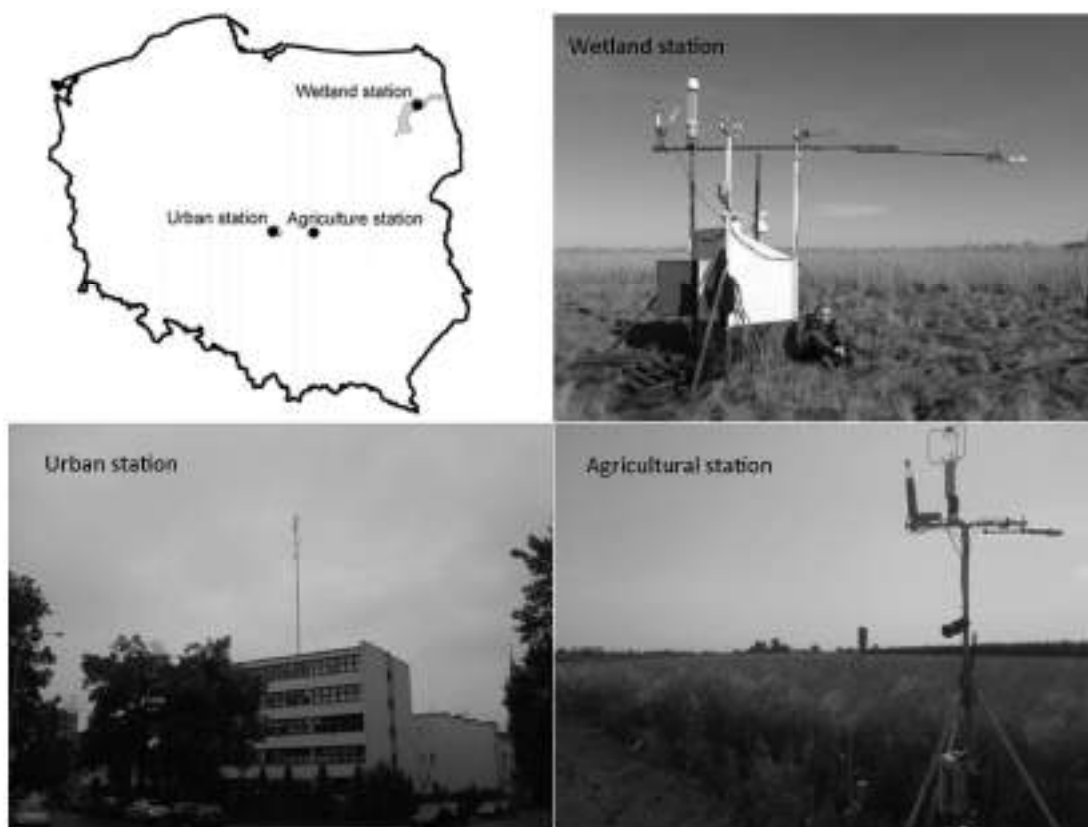 Wetland station
Wetland station
Urban station
Agriculture station
Urban station
Agricultural station